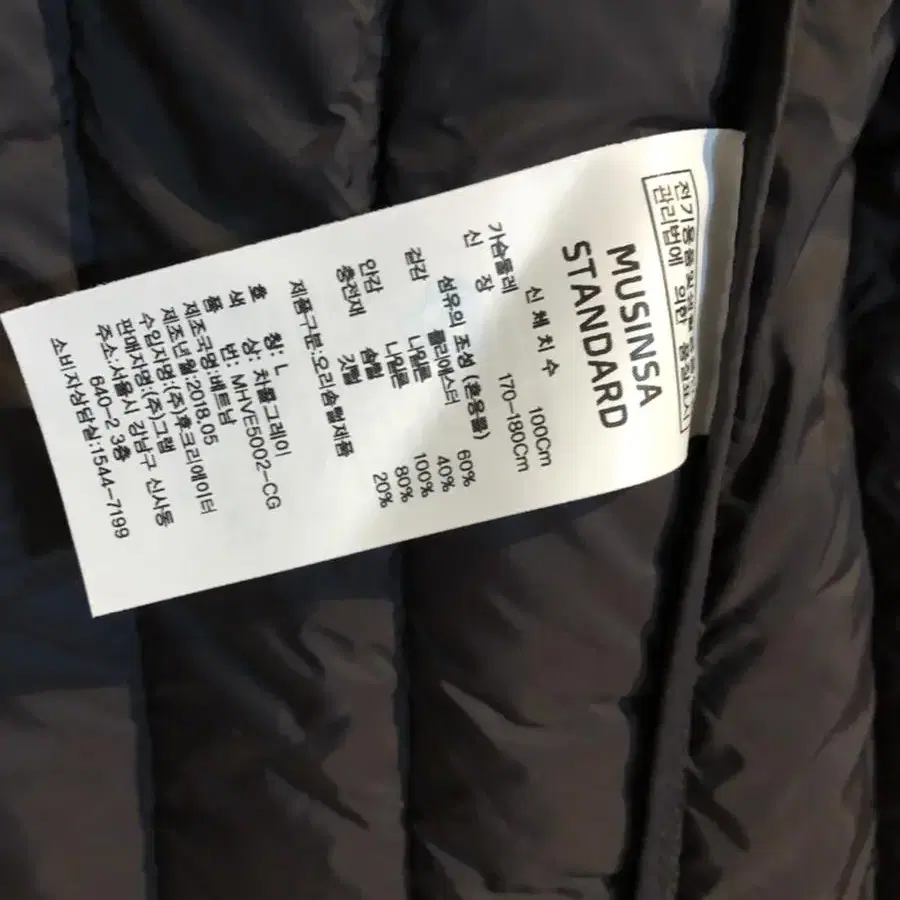 전기용품 및 생활용품 안전
관리법에 의한 품질표시
MUSINSA
STANDARD
신체치수
가슴둘레 100Cm
신 장 170-180Cm
섬유의 조성 (혼용률)
겉감 폴리에스터 60%
나일론 40%
안감 나일론 100%
충전재 솜털 80%
깃털 20%
제품구분:오리솜털제품
호 칭: L
색 상: 차콜그레이
품 번: MHVE5002-CG
제조국명:베트남
제조년월:2018.05
수입자명:(주)후크리에이터
판매자명:(주)그랩
주소:서울시 강남구 신사동
640-2 3층
소비자상담실:1544-7199